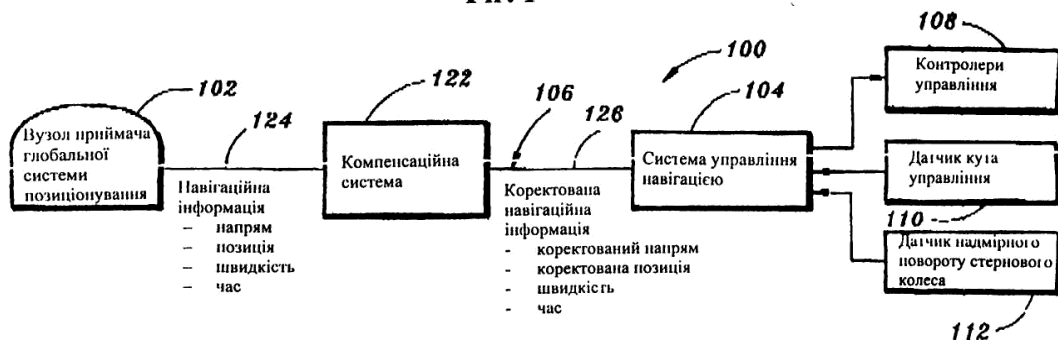 108
100
102
122
106
126
104
Контролери
управління
124
Вузол приймача
глобальної
системи
позиціонування
Компенсаційна
система
Система управління
навігацією
Датчик кута
управління
Навігаційна
інформація
– напрям
– позиція
– швидкість
– час
Коректована
навігаційна
інформація
- коректований напрям
- коректована позиція
- швидкість
- час
110
Датчик надмірного
повороту стернового
колеса
112